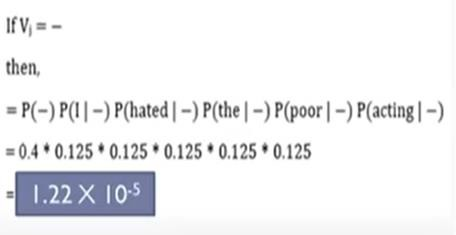 If Vj = –
then,
= P(–) P(I | –) P(hated | –) P(the | –) P(poor | –) P(acting | –)
= 0.4 * 0.125 * 0.125 * 0.125 * 0.125 * 0.125
= 1.22 X 10-5